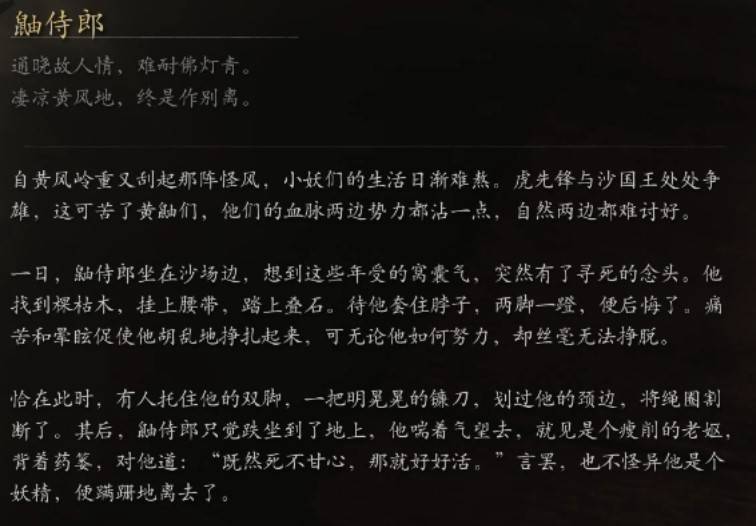 鼬侍郎
通晓故人情，难耐佛灯青。
凄凉黄风地，终是作别离。
自黄风岭重又刮起那阵怪风，小妖们的生活日渐难熬。虎先锋与沙国王处处争
雄，这可苦了黄鼬们，他们的血脉两边势力都沾一点，自然两边都难讨好。
一日，鼬侍郎坐在沙场边，想到这些年受的窝囊气，突然有了寻死的念头。他
找到棵枯木，挂上腰带，踏上叠石。待他套住脖子，两脚一蹬，便后悔了。痛
苦和晕眩促使他胡乱地挣扎起来，可无论他如何努力，却丝毫无法挣脱。
恰在此时，有人托住他的双脚，一把明晃晃的镰刀，划过他的颈边，将绳圈割
断了。其后，鼬侍郎只觉跌坐到了地上，他喘着气望去，就见是个瘦削的老妪，
背着药篓，对他道：“既然死不甘心，那就好好活。”言罢，也不怪异他是个
妖精，便蹒跚地离去了。